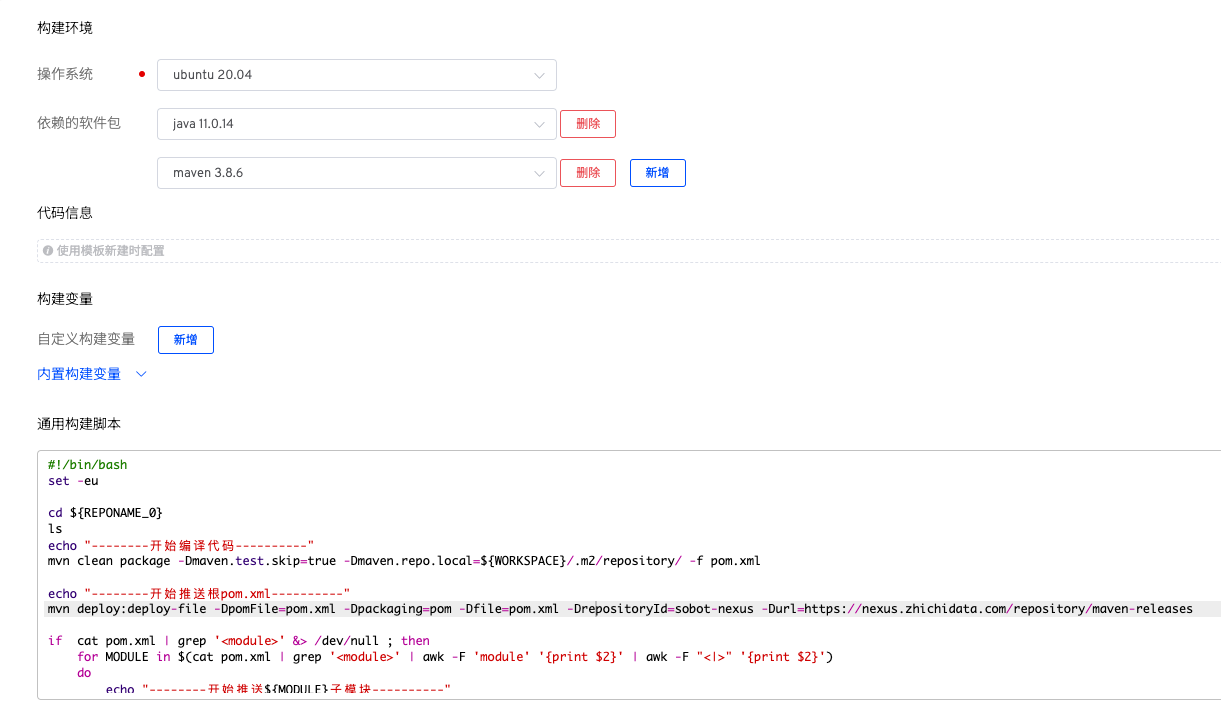 构建环境
操作系统 ubuntu 20.04
依赖的软件包 java 11.0.14 删除
maven 3.8.6 删除 新增
代码信息
使用模板新建时配置
构建变量
自定义构建变量 新增
内置构建变量
通用构建脚本
#!/bin/bash
set -eu
cd ${REPONAME_0}
ls
echo "--------开始编译代码----------"
mvn clean package -Dmaven.test.skip=true -Dmaven.repo.local=${WORKSPACE}/.m2/repository/ -f pom.xml
echo "--------开始推送根pom.xml----------"
mvn deploy:deploy-file -DpomFile=pom.xml -Dpackaging=pom -Dfile=pom.xml -DrepositoryId=sobot-nexus -Durl=https://nexus.zhichidata.com/repository/maven-releases
if  cat pom.xml | grep '<module>' &> /dev/null ; then
    for MODULE in $(cat pom.xml | grep '<module>' | awk -F 'module' '{print $2}' | awk -F "<|>" '{print $2}')
    do
        echo "--------开始推送${MODULE}子模块----------"